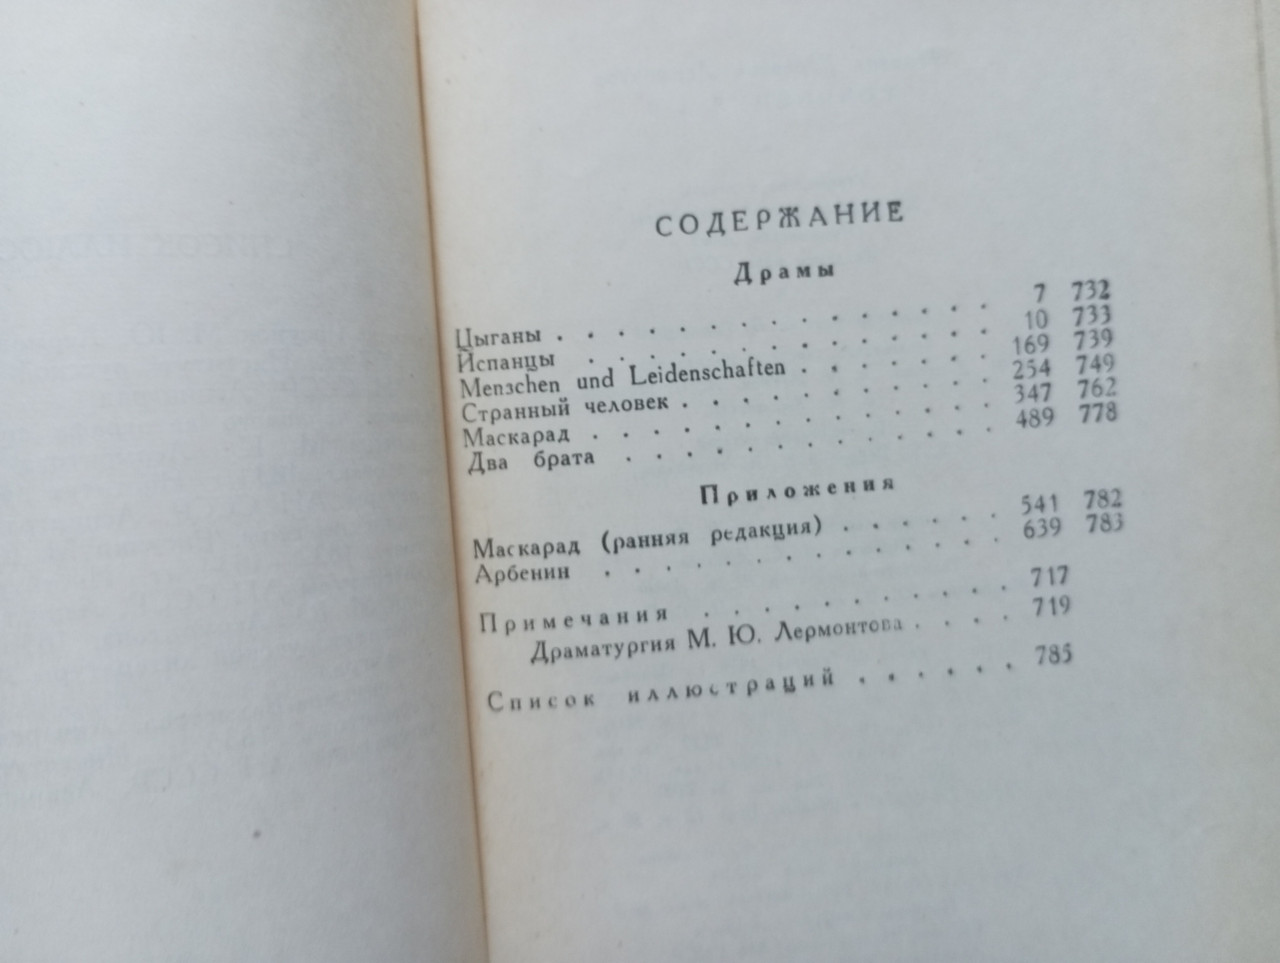 СОДЕРЖАНИЕ
Драмы
Цыганы . . . . . . . . . . . . . . . 7 732
Испанцы . . . . . . . . . . . . . . 10 733
Menschen und Leidenschaften . . . . . . . 169 739
Странный человек . . . . . . . . . . . 254 749
Маскарад . . . . . . . . . . . . . . 347 762
Два брата . . . . . . . . . . . . . 489 778
Приложения
Маскарад (ранняя редакция) . . . . . . 541 782
Арбенин . . . . . . . . . . . . . . 639 783
Примечания . . . . . . . . . . . 717
Драматургия М. Ю. Лермонтова . . . . 719
Список иллюстраций . . . . . . 785